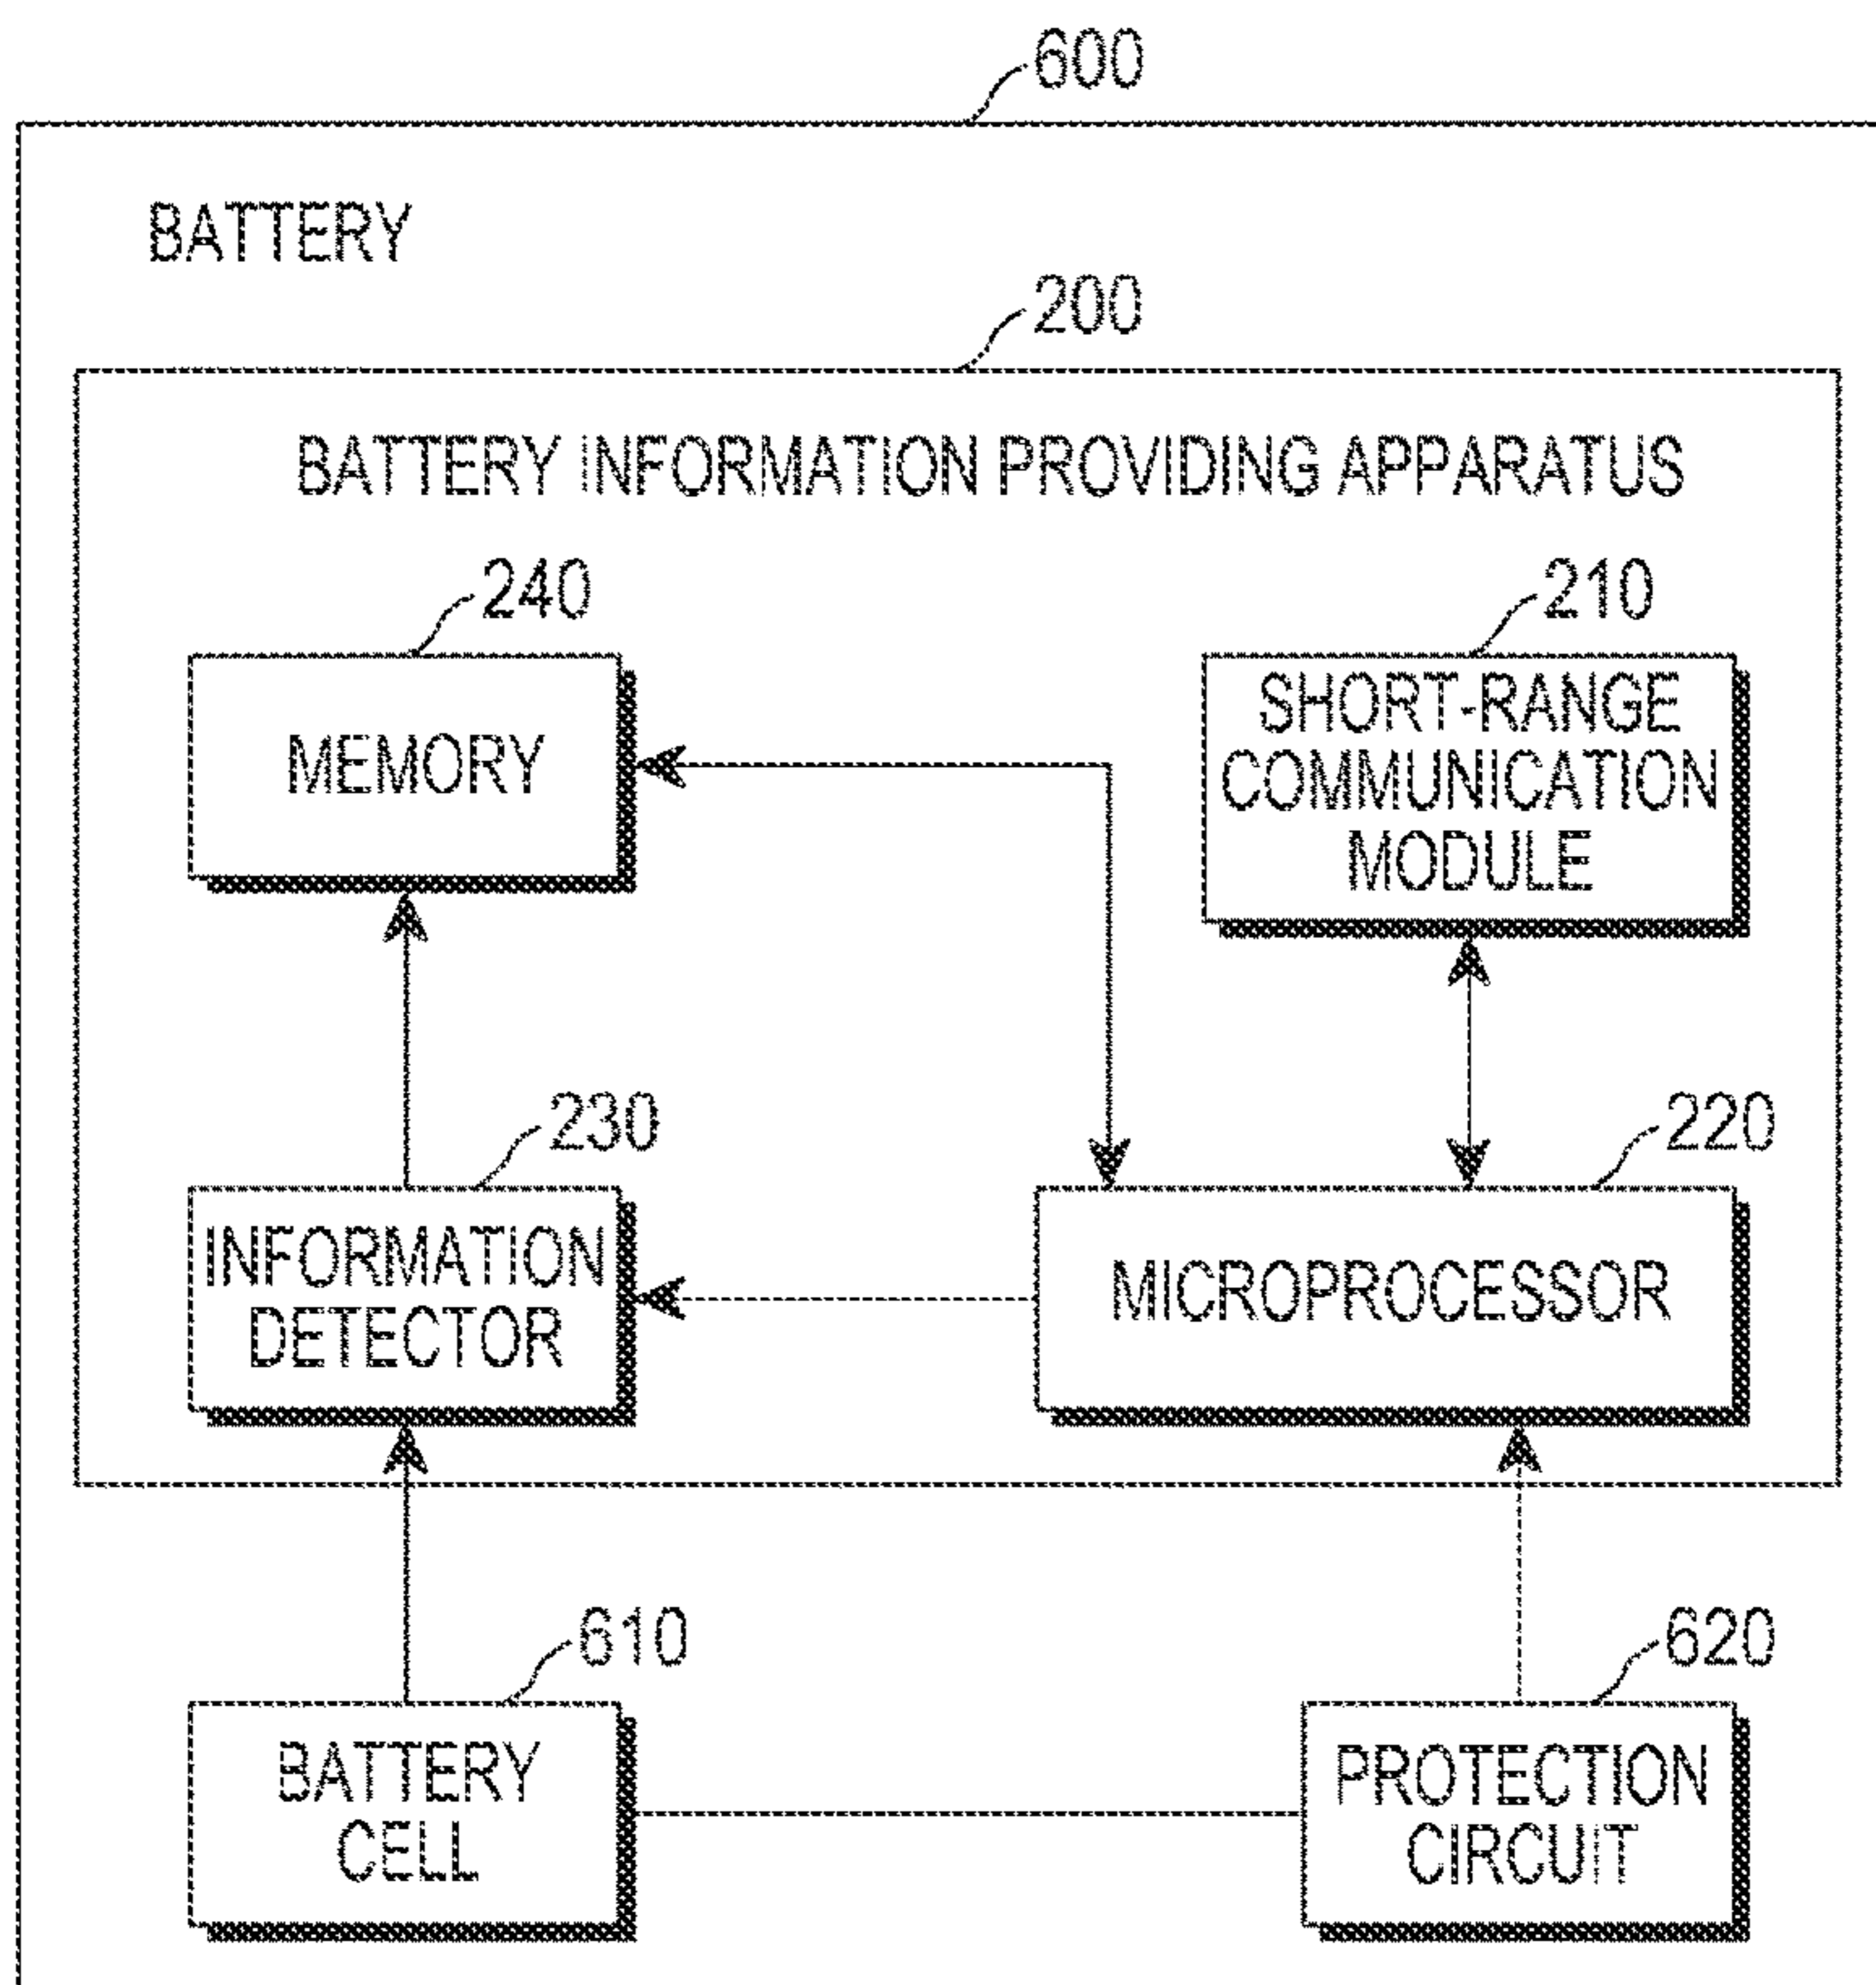 600
BATTERY
200
BATTERY INFORMATION PROVIDING APPARATUS
240
210
MEMORY
SHORT-RANGE
COMMUNICATION
MODULE
230
220
INFORMATION
DETECTOR
MICROPROCESSOR
610
620
BATTERY
CELL
PROTECTION
CIRCUIT